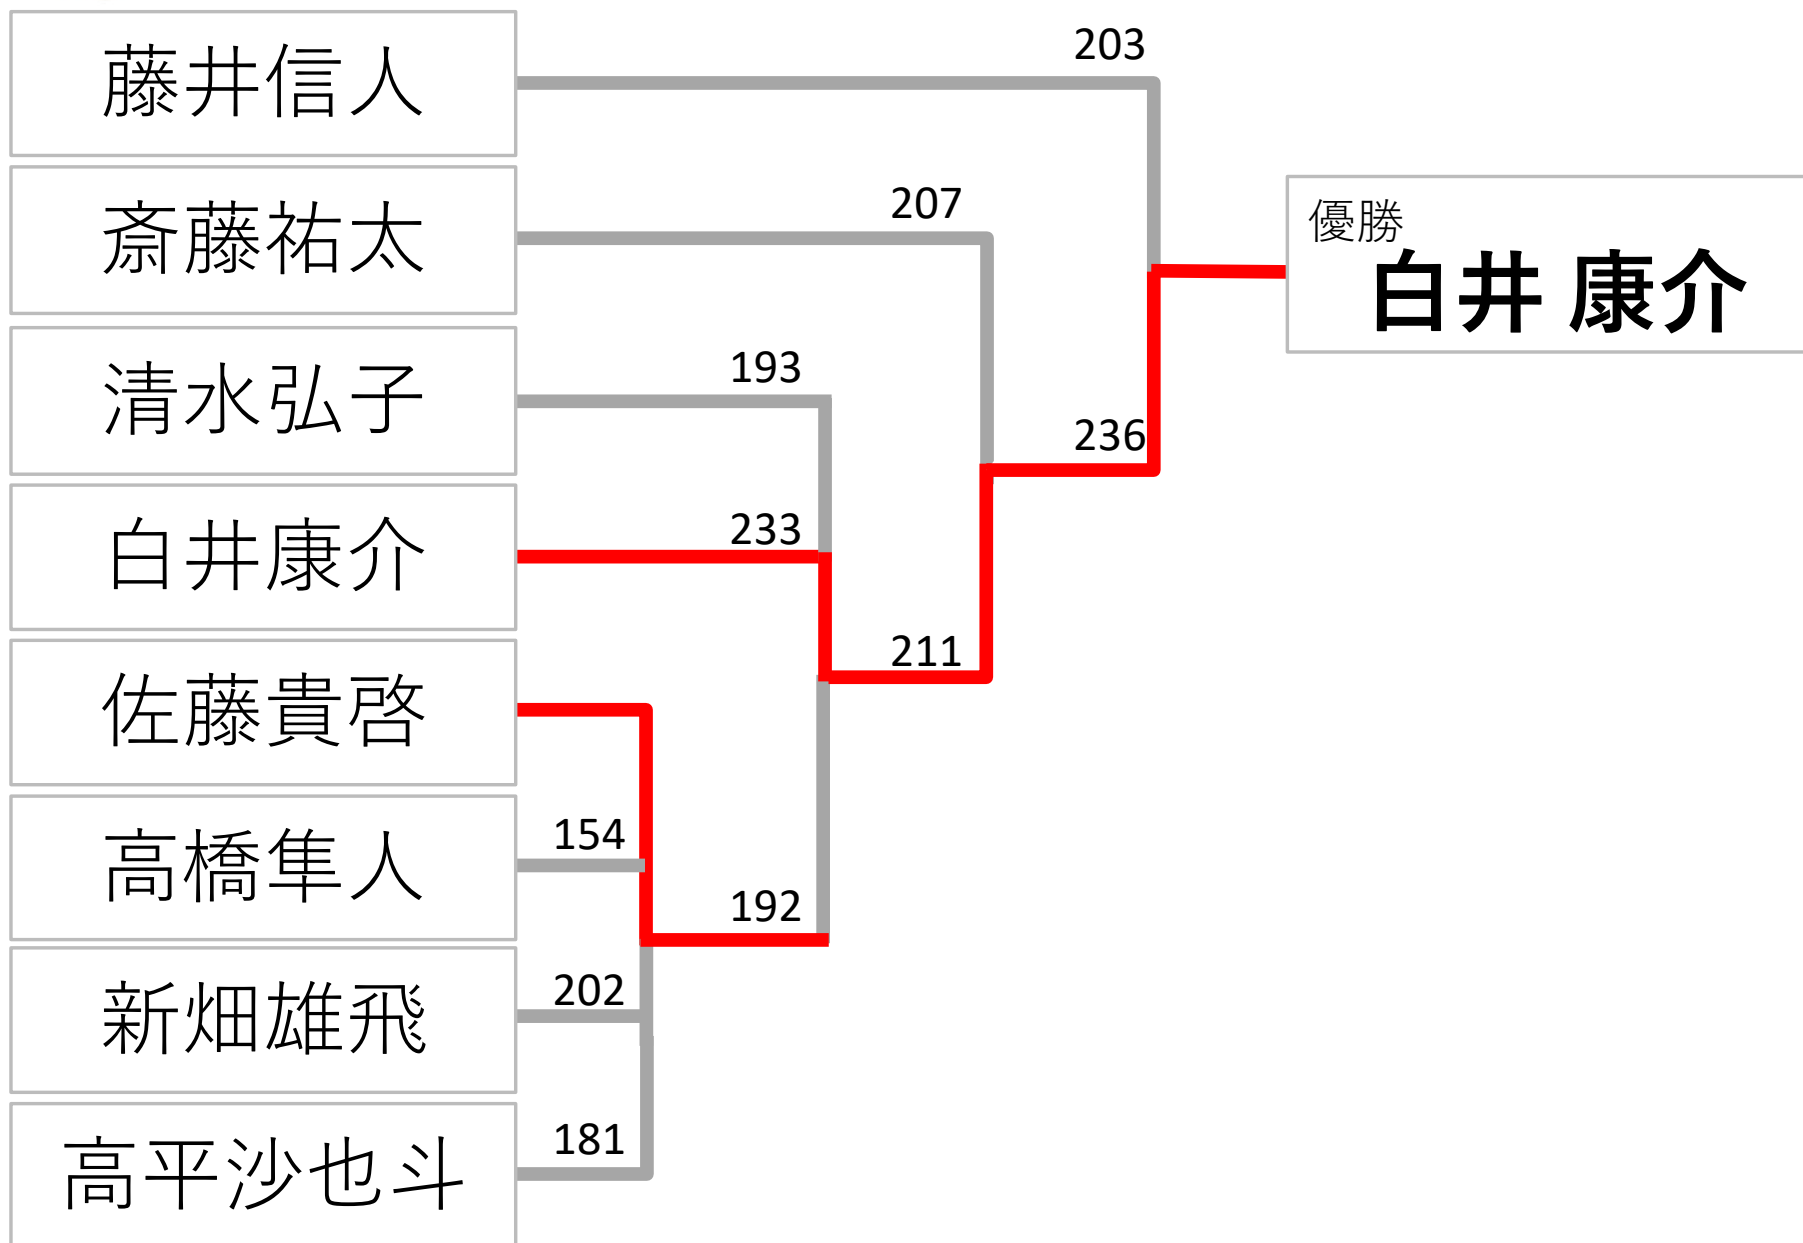 藤井信人
203
斎藤祐太
207
優勝
白井 康介
清水弘子
193
236
白井康介
233
佐藤貴啓
211
高橋隼人
154
192
新畑雄飛
202
高平沙也斗
181